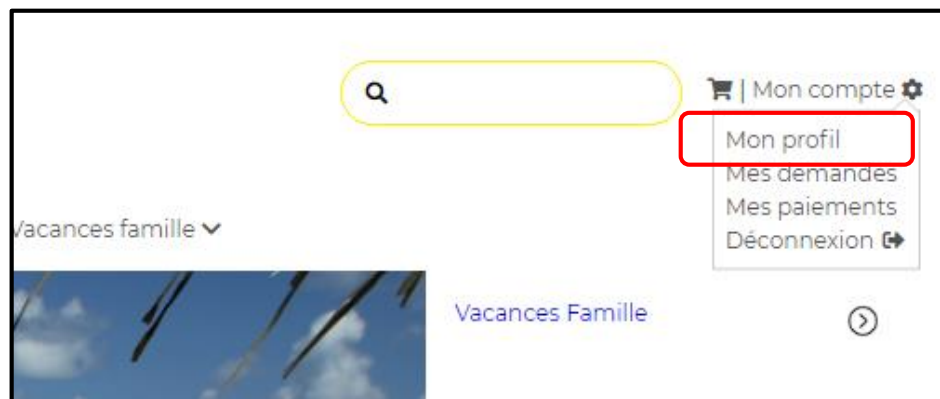 | Mon compte
Mon profil
Mes demandes
Mes paiements
Déconnexion
Vacances famille
Vacances Famille